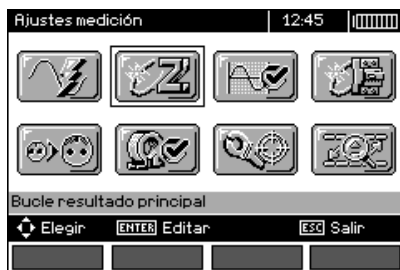 Ajustes medición 12:45
Z
Bucle resultado principal
Elegir ENTER Editar ESC Salir